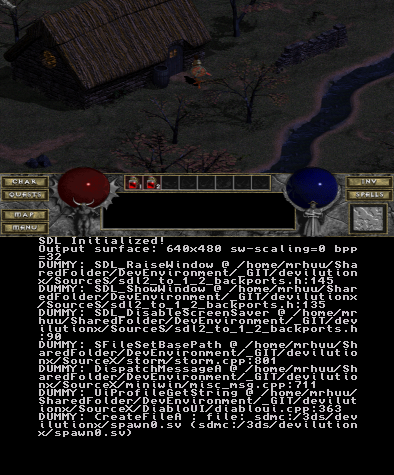 CHAR
QUESTS
MAP
MENU
1 2
INV
SPELLS
SDL Initialized!
Output surface: 640x480 sw-scaling=0 bpp
=32
DUMMY: SDL_RaiseWindow @ /home/mrhuu/Sha
redFolder/DevEnvironment/_GIT/devilution
x/SourceS/sdl2_to_1_2_backports.h:145
DUMMY: SDL_ShowWindow @ /home/mrhuu/Shar
edFolder/DevEnvironment/_GIT/devilutionx
/SourceS/sdl2_to_1_2_backports.h:135
DUMMY: SDL_DisableScreenSaver @ /home/mr
huu/SharedFolder/DevEnvironment/_GIT/dev
ilutionx/SourceS/sdl2_to_1_2_backports.h
:90
DUMMY: SFileSetBasePath @ /home/mrhuu/Sh
aredFolder/DevEnvironment/_GIT/devilutio
nx/SourceX/storm/storm.cpp:801
DUMMY: DispatchMessageA @ /home/mrhuu/Sh
aredFolder/DevEnvironment/_GIT/devilutio
nx/SourceX/miniwin/misc_msg.cpp:711
DUMMY: UiProfileGetString @ /home/mrhuu/
SharedFolder/DevEnvironment/_GIT/devilut
ionx/SourceX/DiabloUI/diabloui.cpp:363
DUMMY: CreateFileA : file: sdmc:/3ds/dev
ilutionx/spawn0.sv (sdmc:/3ds/devilution
x/spawn0.sv)